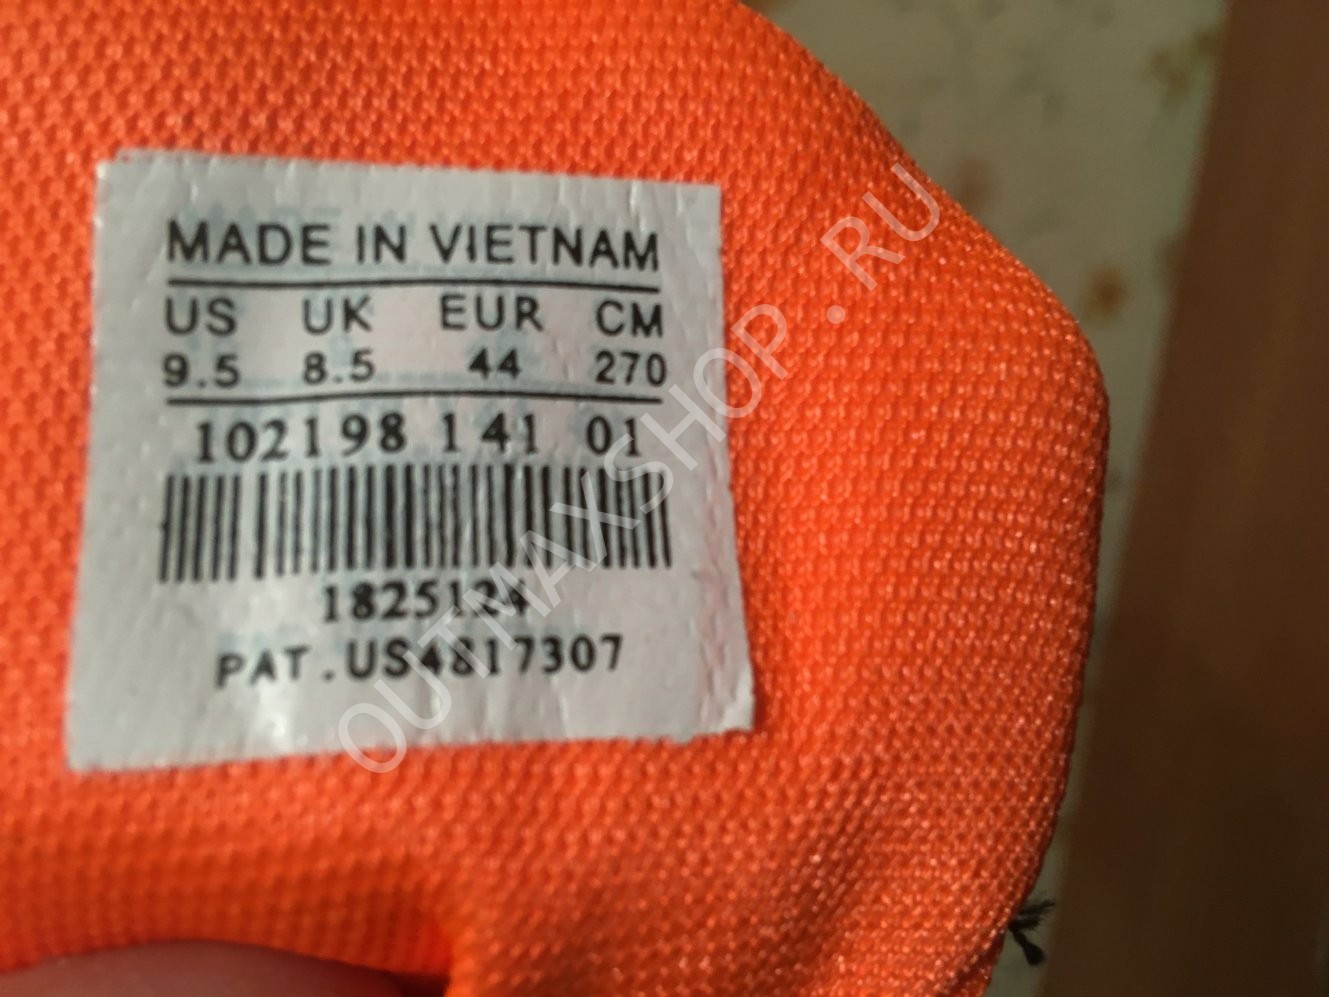 MADE IN VIETNAM
US UK EUR CM
9.5 8.5 44 270
102198 141 01
1825124
PAT.US4817307
OUTMAXSHOP.RU